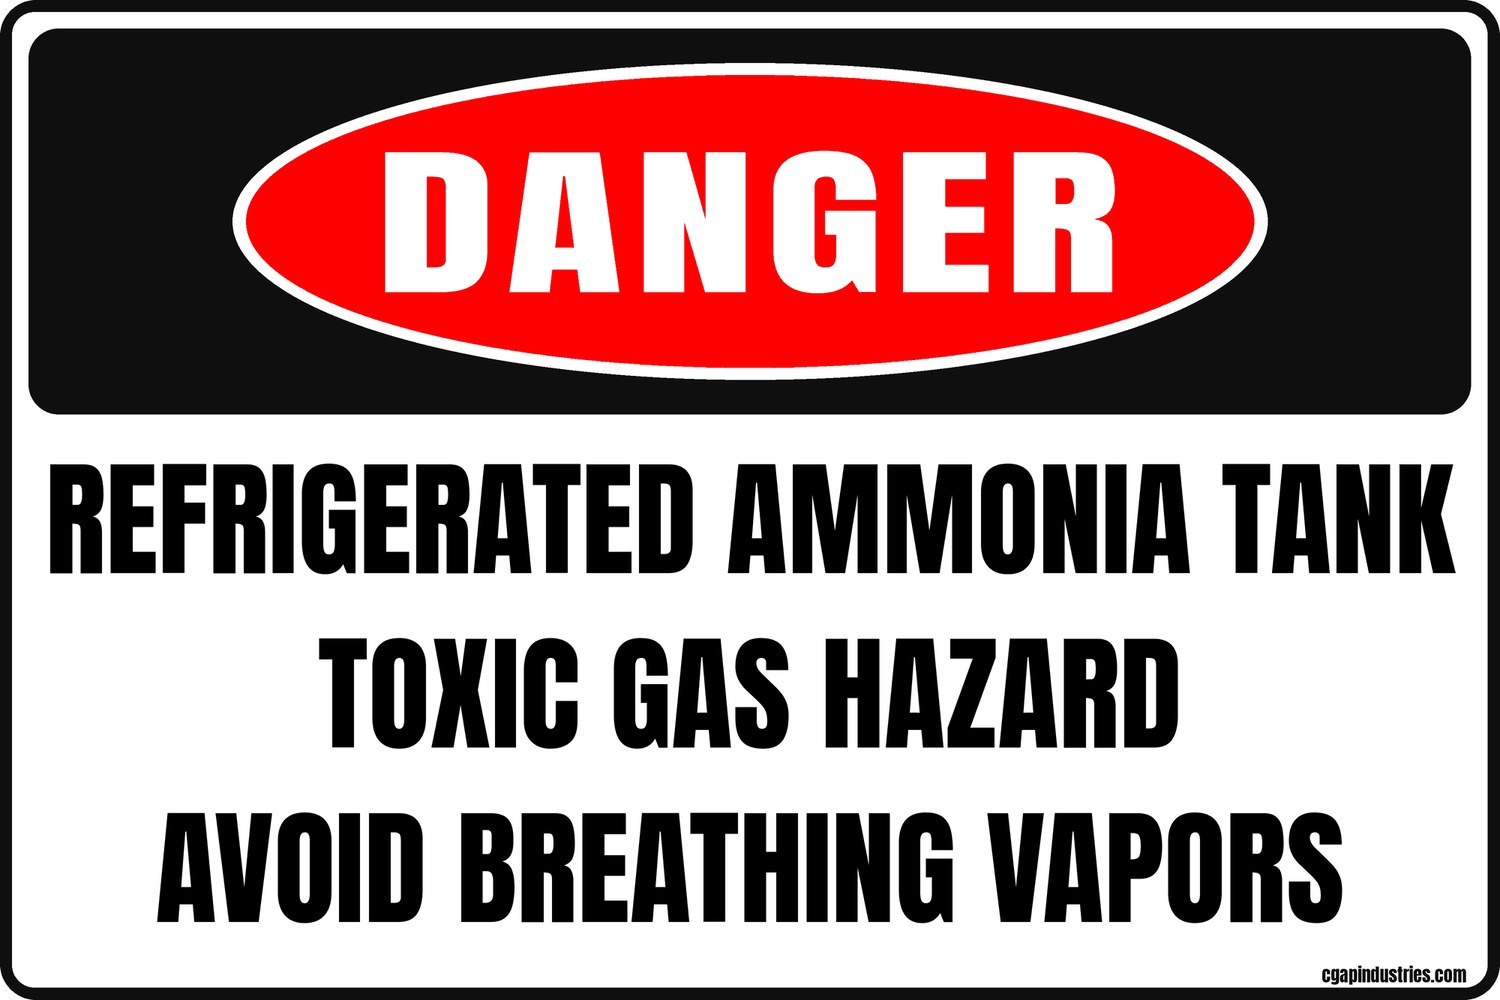 DANGER
REFRIGERATED AMMONIA TANK
TOXIC GAS HAZARD
AVOID BREATHING VAPORS
cgapindustries.com